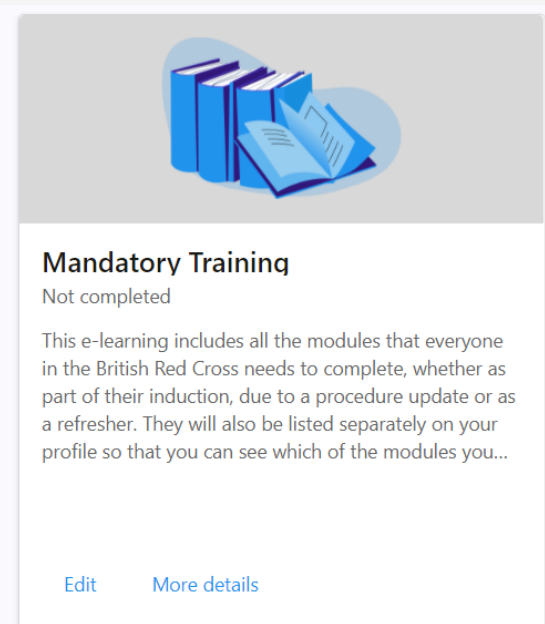 Mandatory Training
Not completed
This e-learning includes all the modules that everyone
in the British Red Cross needs to complete, whether as
part of their induction, due to a procedure update or as
a refresher. They will also be listed separately on your
profile so that you can see which of the modules you...
Edit More details